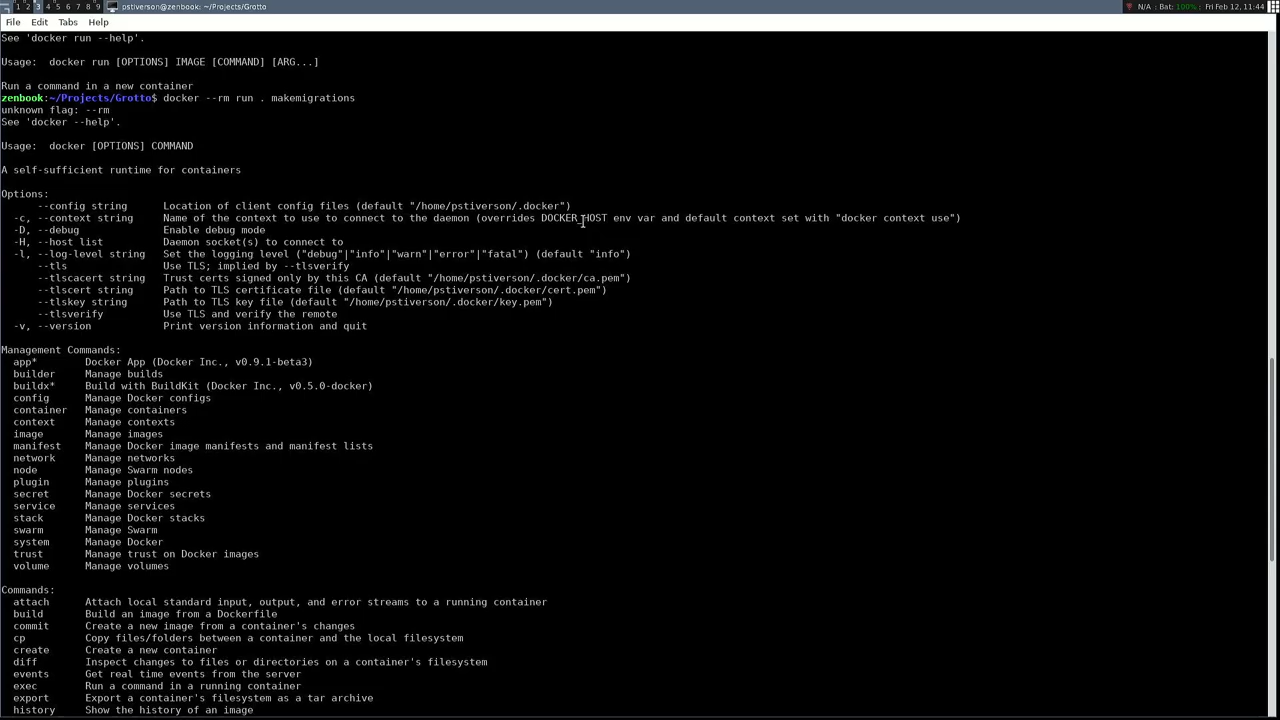 1 2 3 4 5 6 7 8 9 pstiverson@zenbook: ~/Projects/Grotto N/A : Bat: 100% : Fri Feb 12, 11:44
File Edit Tabs Help
See 'docker run --help'.
Usage:  docker run [OPTIONS] IMAGE [COMMAND] [ARG...]
Run a command in a new container
zenbook:~/Projects/Grotto$ docker --rm run . makemigrations
unknown flag: --rm
See 'docker --help'.
Usage:  docker [OPTIONS] COMMAND
A self-sufficient runtime for containers
Options:
      --config string      Location of client config files (default "/home/pstiverson/.docker")
  -c, --context string     Name of the context to use to connect to the daemon (overrides DOCKER_HOST env var and default context set with "docker context use")
  -D, --debug              Enable debug mode
  -H, --host list          Daemon socket(s) to connect to
  -l, --log-level string   Set the logging level ("debug"|"info"|"warn"|"error"|"fatal") (default "info")
      --tls                Use TLS; implied by --tlsverify
      --tlscacert string   Trust certs signed only by this CA (default "/home/pstiverson/.docker/ca.pem")
      --tlscert string     Path to TLS certificate file (default "/home/pstiverson/.docker/cert.pem")
      --tlskey string      Path to TLS key file (default "/home/pstiverson/.docker/key.pem")
      --tlsverify          Use TLS and verify the remote
  -v, --version            Print version information and quit
Management Commands:
  app*        Docker App (Docker Inc., v0.9.1-beta3)
  builder     Manage builds
  buildx*     Build with BuildKit (Docker Inc., v0.5.0-docker)
  config      Manage Docker configs
  container   Manage containers
  context     Manage contexts
  image       Manage images
  manifest    Manage Docker image manifests and manifest lists
  network     Manage networks
  node        Manage Swarm nodes
  plugin      Manage plugins
  secret      Manage Docker secrets
  service     Manage services
  stack       Manage Docker stacks
  swarm       Manage Swarm
  system      Manage Docker
  trust       Manage trust on Docker images
  volume      Manage volumes
Commands:
  attach      Attach local standard input, output, and error streams to a running container
  build       Build an image from a Dockerfile
  commit      Create a new image from a container's changes
  cp          Copy files/folders between a container and the local filesystem
  create      Create a new container
  diff        Inspect changes to files or directories on a container's filesystem
  events      Get real time events from the server
  exec        Run a command in a running container
  export      Export a container's filesystem as a tar archive
  history     Show the history of an image